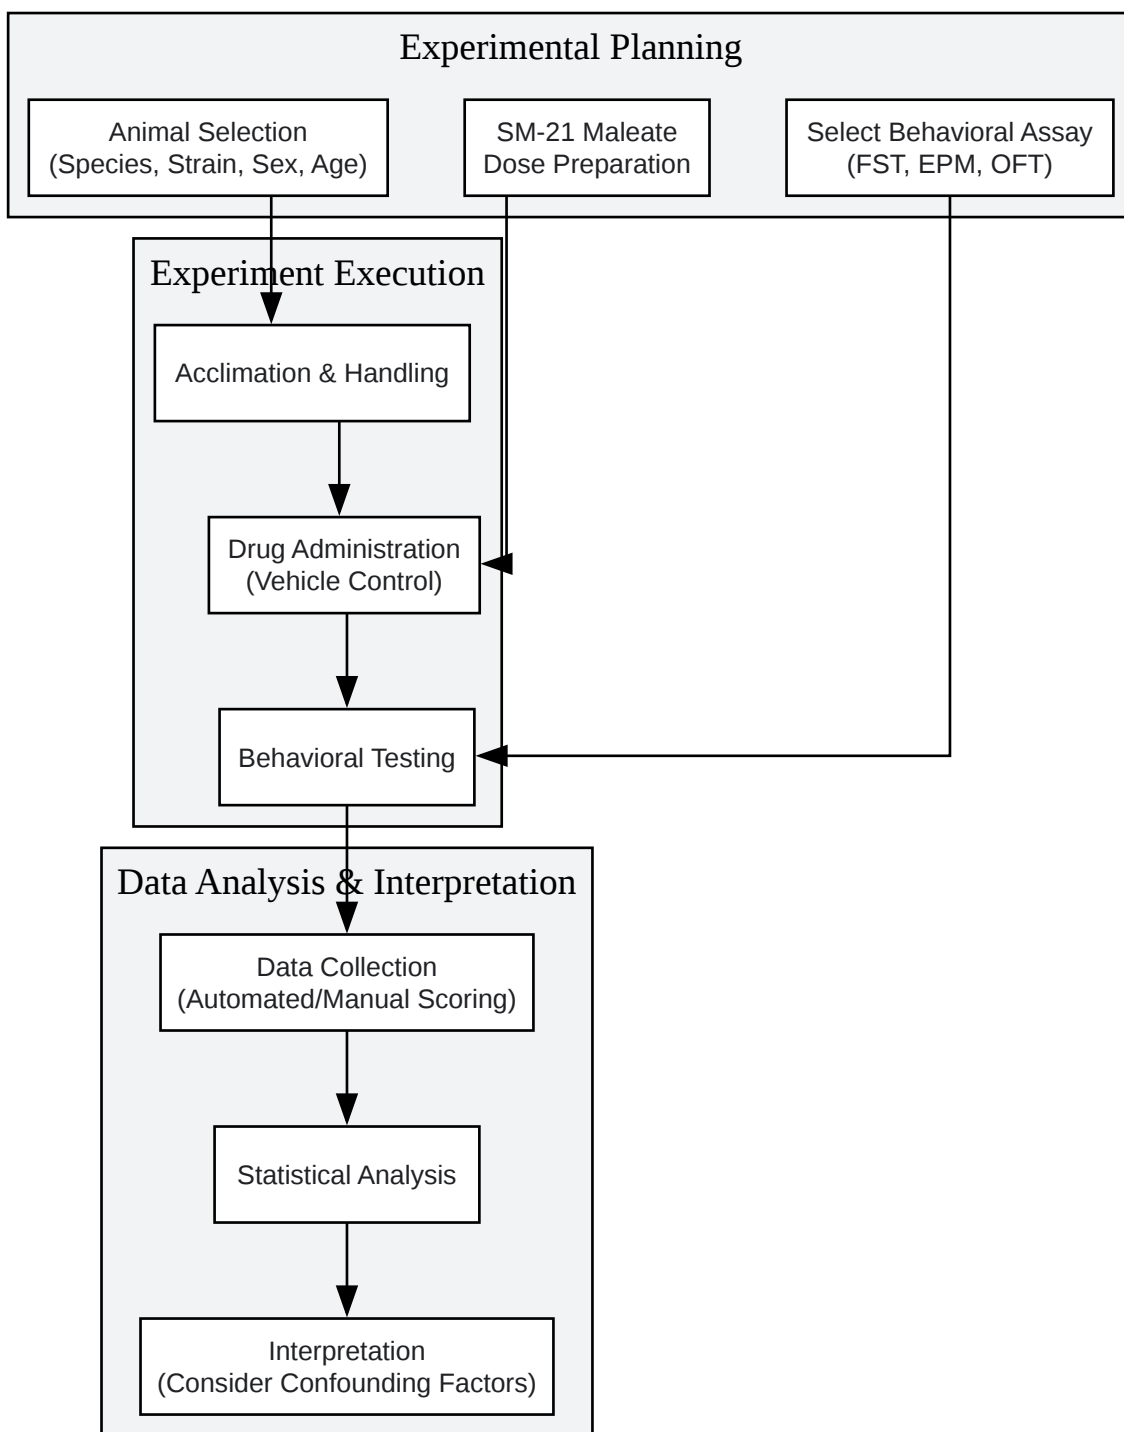 Experimental Planning
Animal Selection
(Species, Strain, Sex, Age)
SM-21 Maleate
Dose Preparation
Select Behavioral Assay
(FST, EPM, OFT)
Experiment Execution
Acclimation & Handling
Drug Administration
(Vehicle Control)
Behavioral Testing
Data Analysis & Interpretation
Data Collection
(Automated/Manual Scoring)
Statistical Analysis
Interpretation
(Consider Confounding Factors)